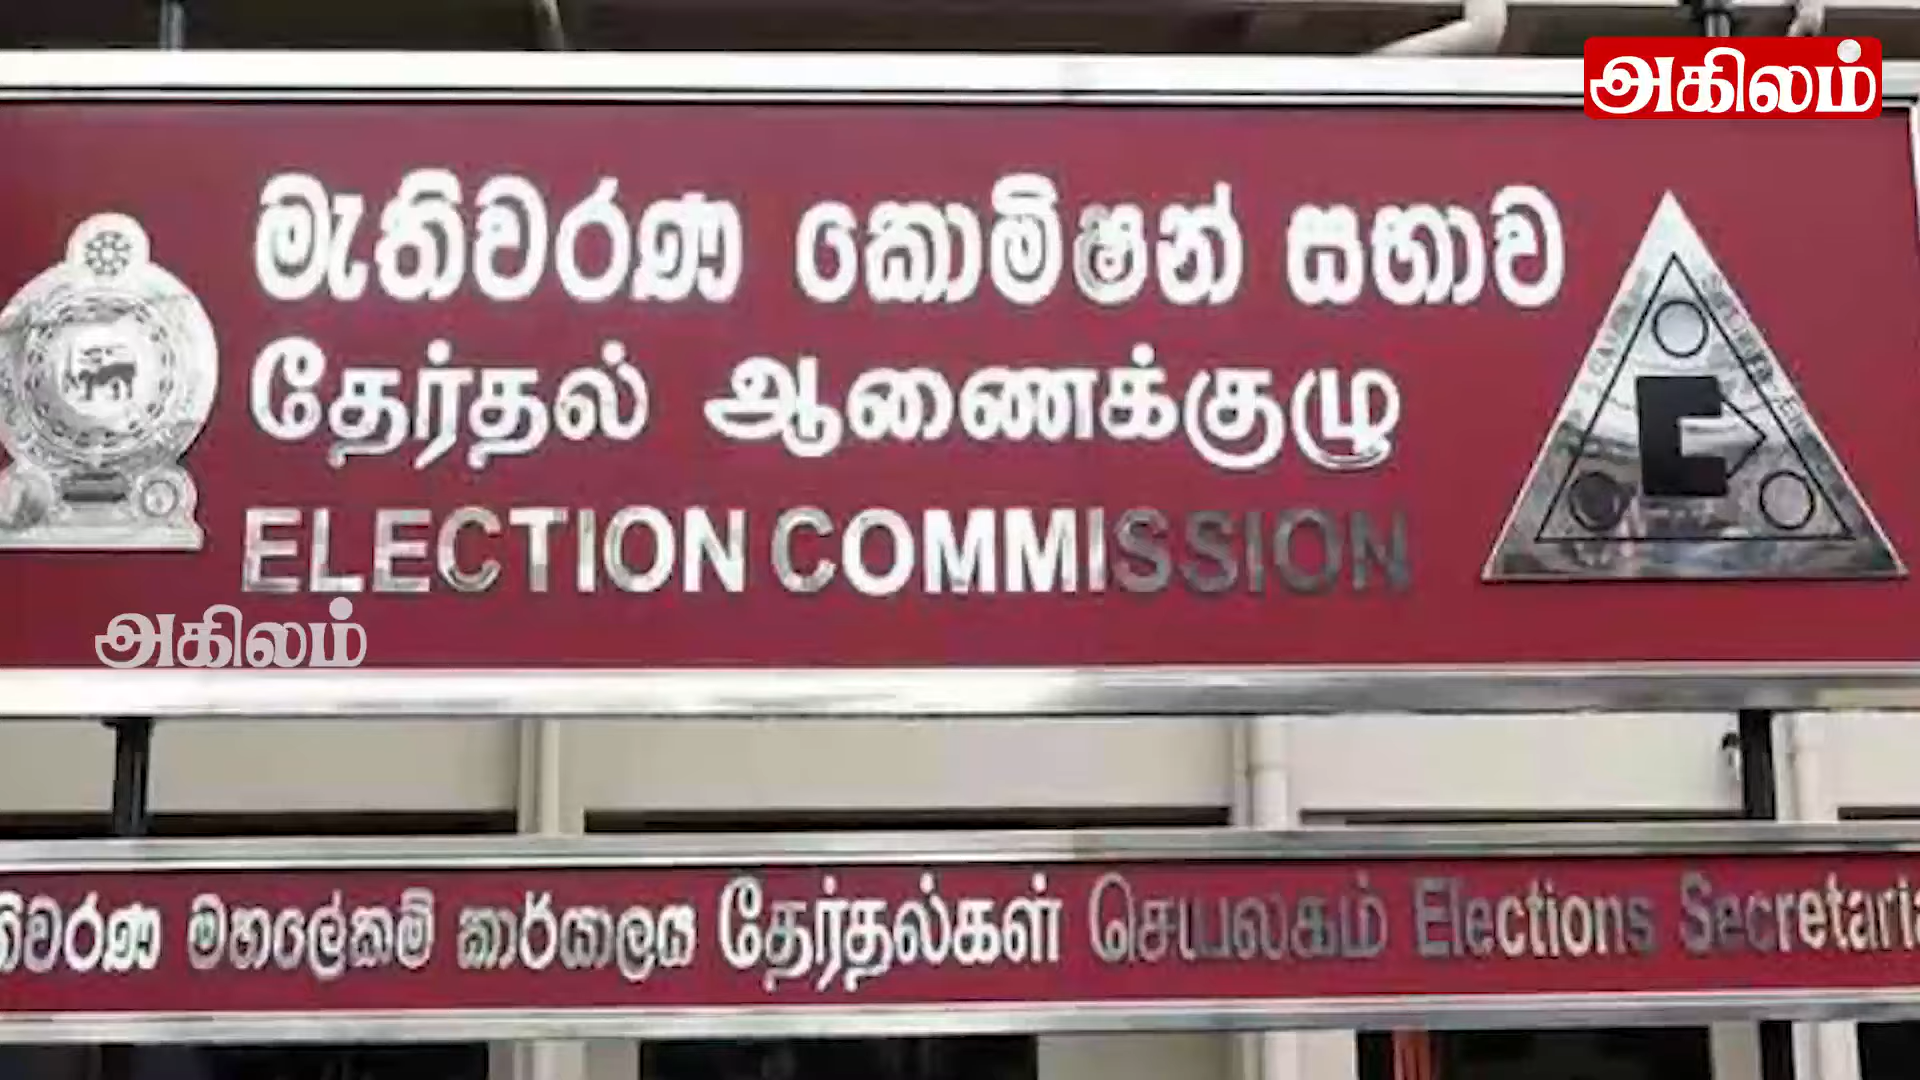 அகிலம்
මැතිවරණ කොමිෂන් සභාව
தேர்தல் ஆணைக்குழு
ELECTION COMMISSION
அகிலம்
මහලේකම් කාර්යාලය தேர்தல்கள் செயலகம் Elections